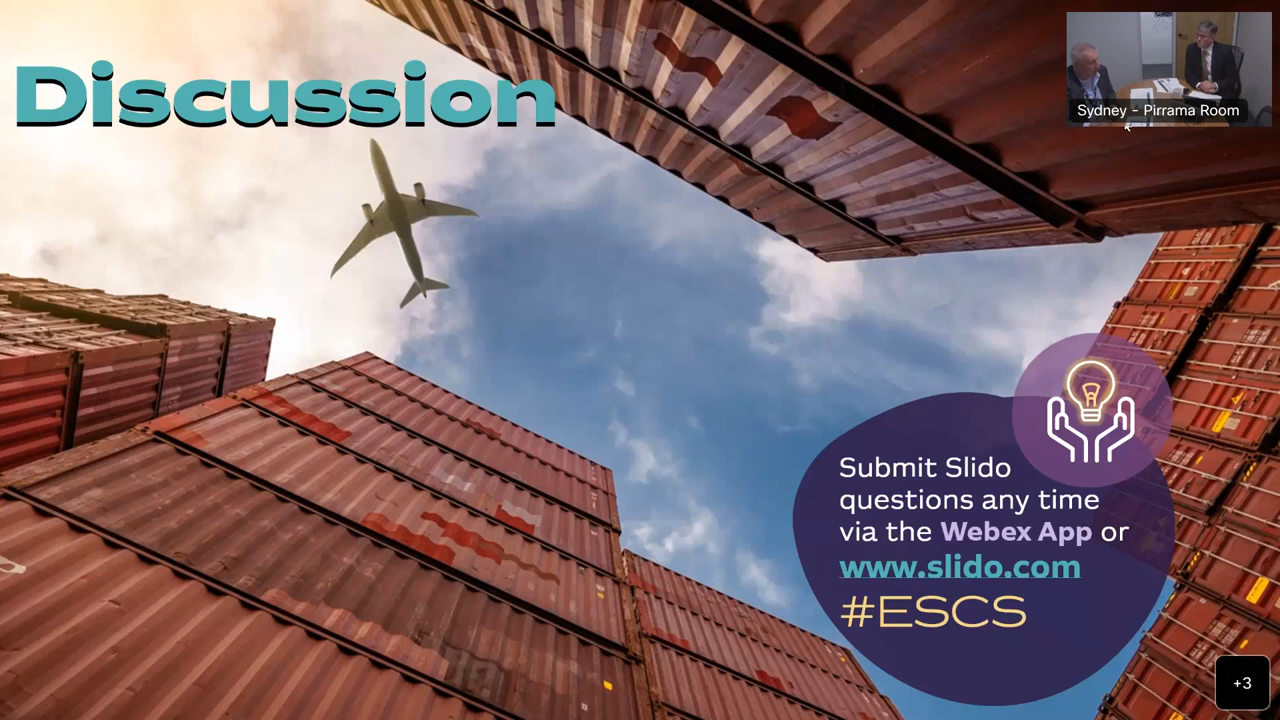 Discussion
Sydney - Pirrama Room
Submit Slido
questions any time
via the Webex App or
www.slido.com
#ESCS
+3